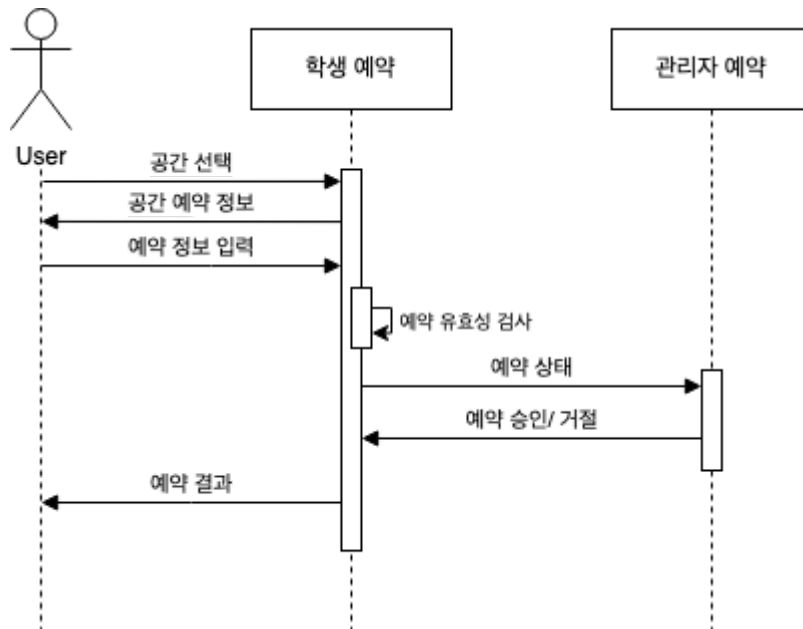 학생 예약
관리자 예약
User
공간 선택
공간 예약 정보
예약 정보 입력
예약 유효성 검사
예약 상태
예약 승인/ 거절
예약 결과